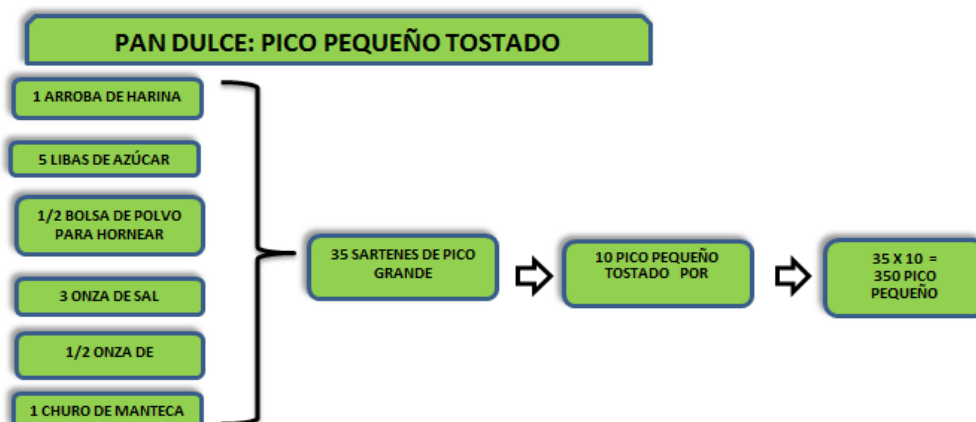 PAN DULCE: PICO PEQUEÑO TOSTADO
1 ARROBA DE HARINA
5 LIBAS DE AZÚCAR
1/2 BOLSA DE POLVO
PARA HORNEAR
3 ONZA DE SAL
1/2 ONZA DE
1 CHURO DE MANTECA
35 SARTENES DE PICO
GRANDE
10 PICO PEQUEÑO
TOSTADO POR
35 X 10 =
350 PICO
PEQUEÑO